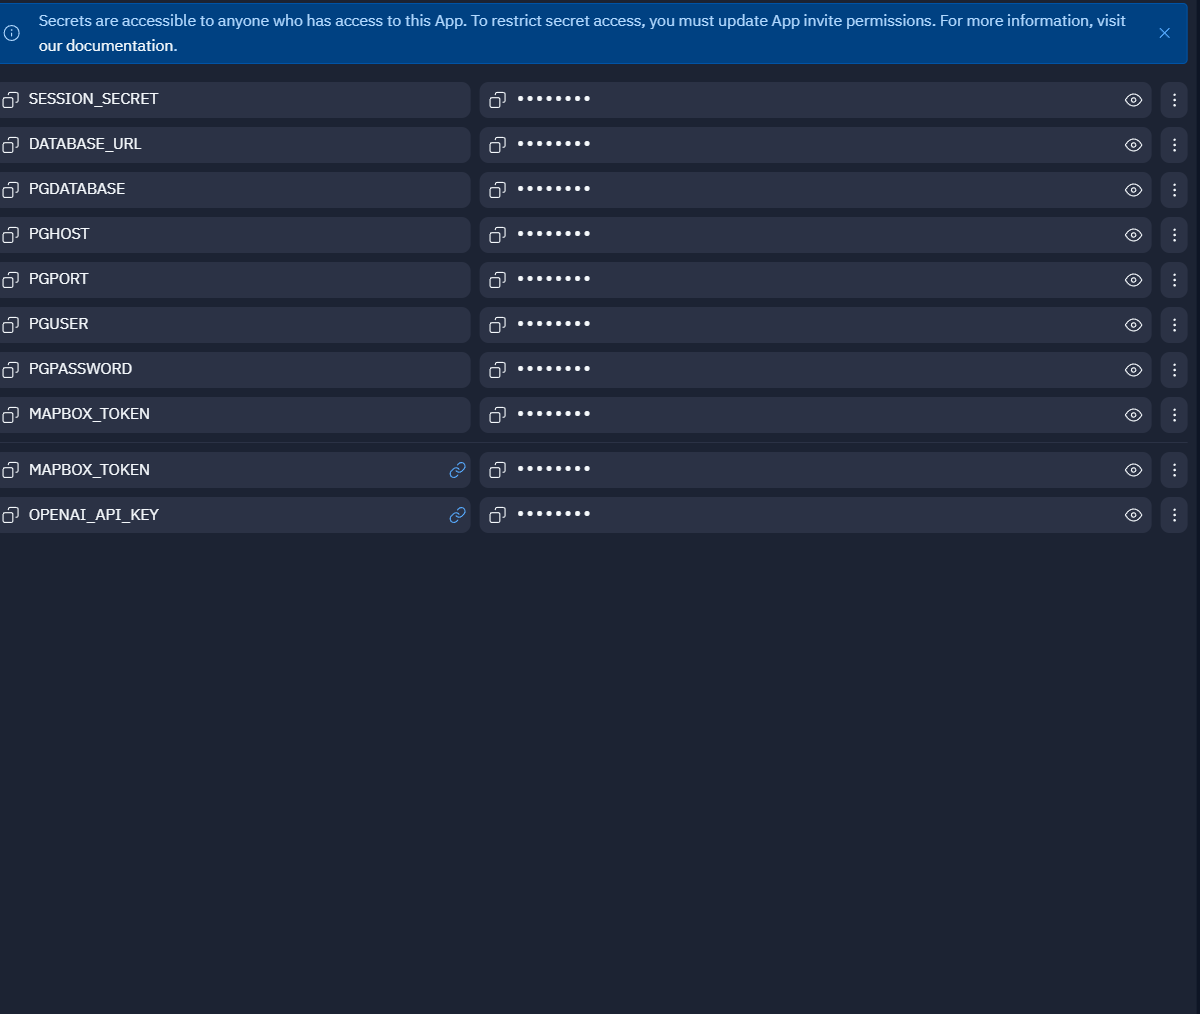 Secrets are accessible to anyone who has access to this App. To restrict secret access, you must update App invite permissions. For more information, visit
our documentation.
SESSION_SECRET ••••••••
DATABASE_URL ••••••••
PGDATABASE ••••••••
PGHOST ••••••••
PGPORT ••••••••
PGUSER ••••••••
PGPASSWORD ••••••••
MAPBOX_TOKEN ••••••••
MAPBOX_TOKEN ••••••••
OPENAI_API_KEY ••••••••